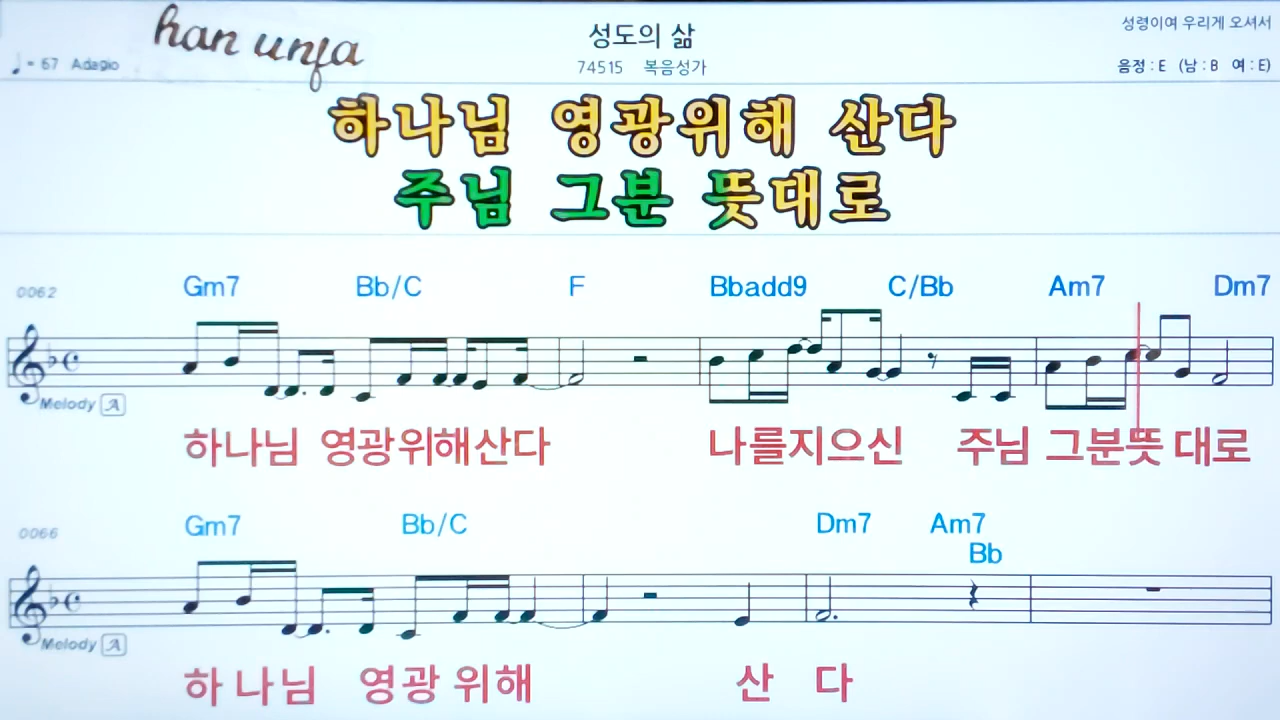 han unfa
성도의 삶
성령이여 우리게 오셔서
♩= 67 Adagio
74515 복음성가
음정 : E (남 : B 여 : E)
하나님 영광위해 산다
주님 그분 뜻대로
Gm7 Bb/C F Bbadd9 C/Bb Am7 Dm7
0062
Melody A
하나님 영광위해산다 나를지으신 주님 그분뜻 대로
Gm7 Bb/C Dm7 Am7
Bb
0066
Melody A
하 나님 영광 위해 산 다